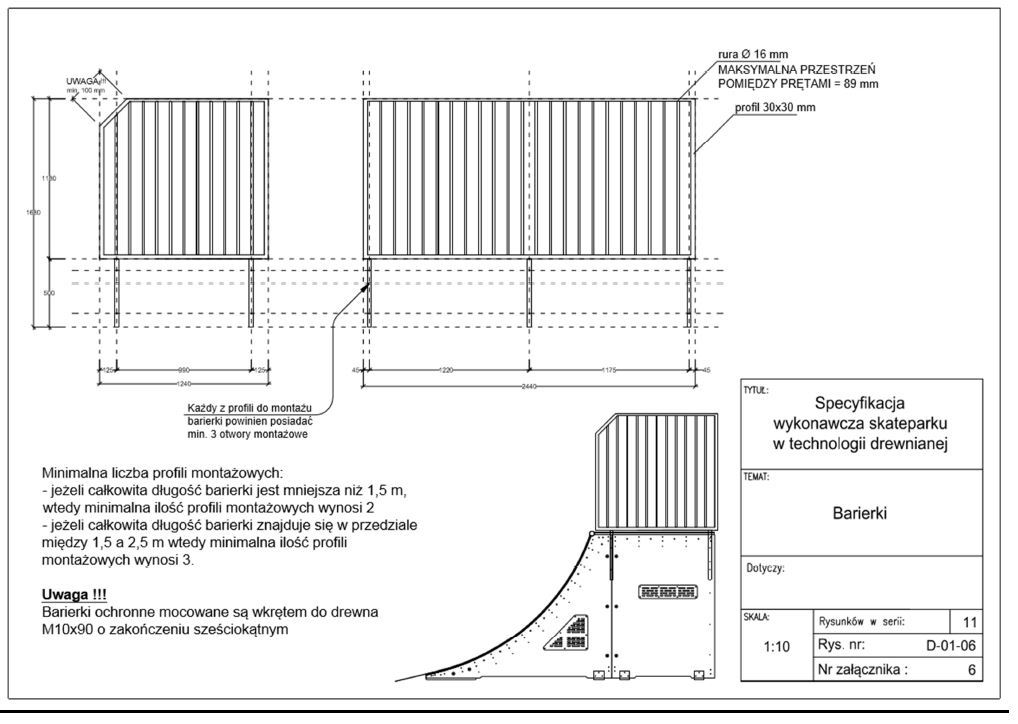 rura Ø 16 mm
MAKSYMALNA PRZESTRZEŃ
POMIĘDZY PRĘTAMI = 89 mm
profil 30x30 mm
UWAGA!!!
min. 100 mm
1680
500
125
990
125
1240
45
1220
1175
45
2440
Każdy z profili do montażu
barierki powinien posiadać
min. 3 otwory montażowe
Minimalna liczba profili montażowych:
- jeżeli całkowita długość barierki jest mniejsza niż 1,5 m,
wtedy minimalna ilość profili montażowych wynosi 2
- jeżeli całkowita długość barierki znajduje się w przedziale
między 1,5 a 2,5 m wtedy minimalna ilość profili
montażowych wynosi 3.
Uwaga !!!
Barierki ochronne mocowane są wkrętem do drewna
M10x90 o zakończeniu sześciokątnym
TYTUŁ:
Specyfikacja
wykonawcza skateparku
w technologii drewnianej
TEMAT:
Barierki
Dotyczy:
SKALA:
1:10
Rysunków w serii:
11
Rys. nr:
D-01-06
Nr załącznika :
6